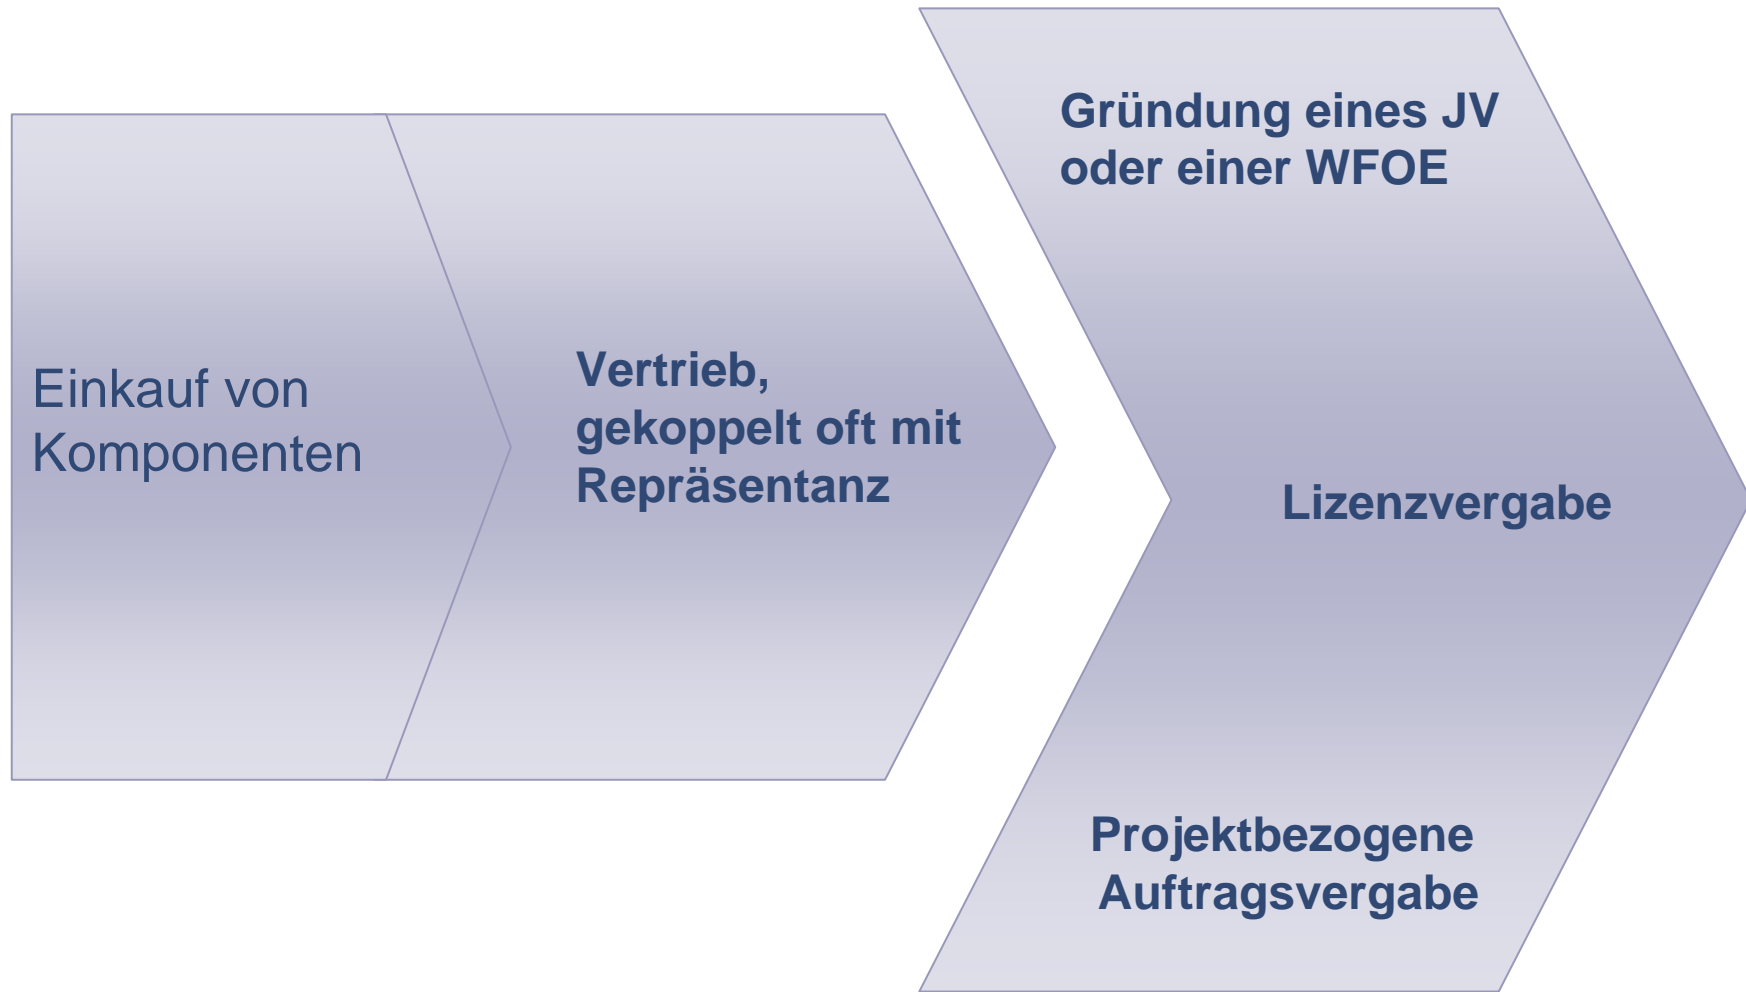 Einkauf von
Komponenten
Vertrieb,
gekoppelt oft mit
Repräsentanz
Gründung eines JV
oder einer WFOE
Lizenzvergabe
Projektbezogene
Auftragsvergabe